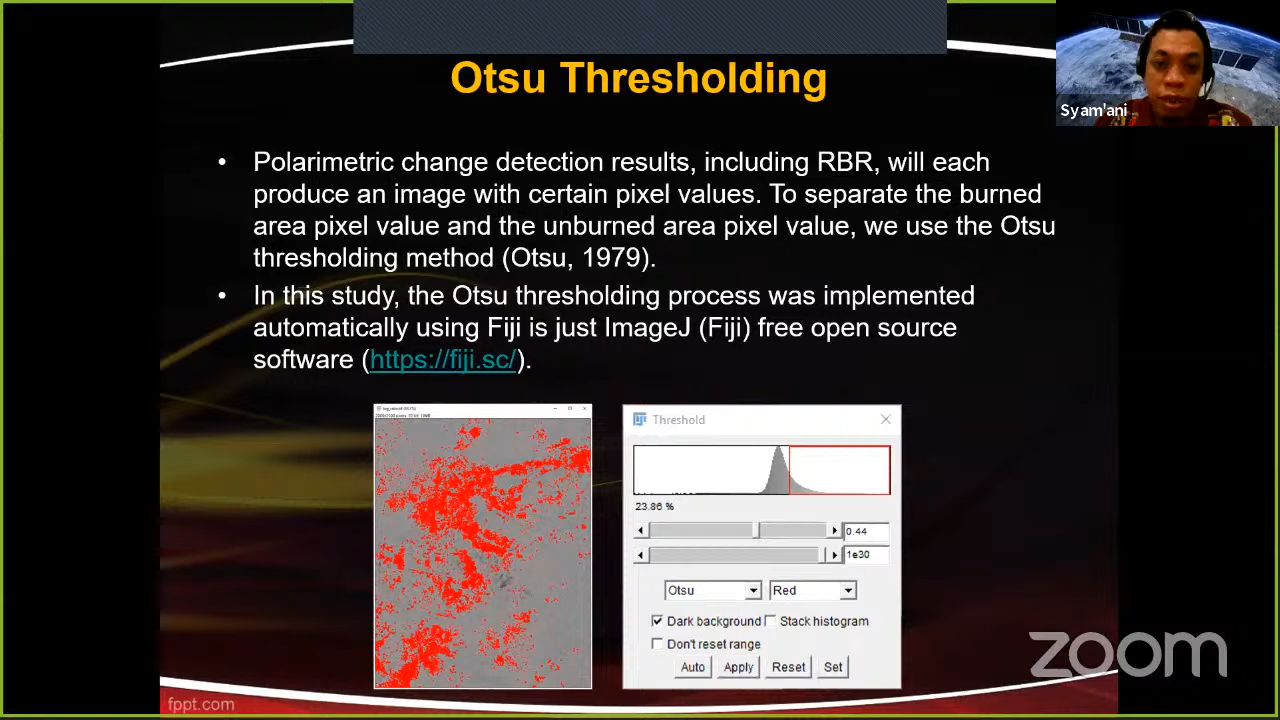 Otsu Thresholding
Syam'ani
• Polarimetric change detection results, including RBR, will each
produce an image with certain pixel values. To separate the burned
area pixel value and the unburned area pixel value, we use the Otsu
thresholding method (Otsu, 1979).
• In this study, the Otsu thresholding process was implemented
automatically using Fiji is just ImageJ (Fiji) free open source
software (https://fiji.sc/).
Threshold
23.86 %
0.44
1e30
Otsu Red
Dark background Stack histogram
Don't reset range
Auto Apply Reset Set
zoom
fppt.com